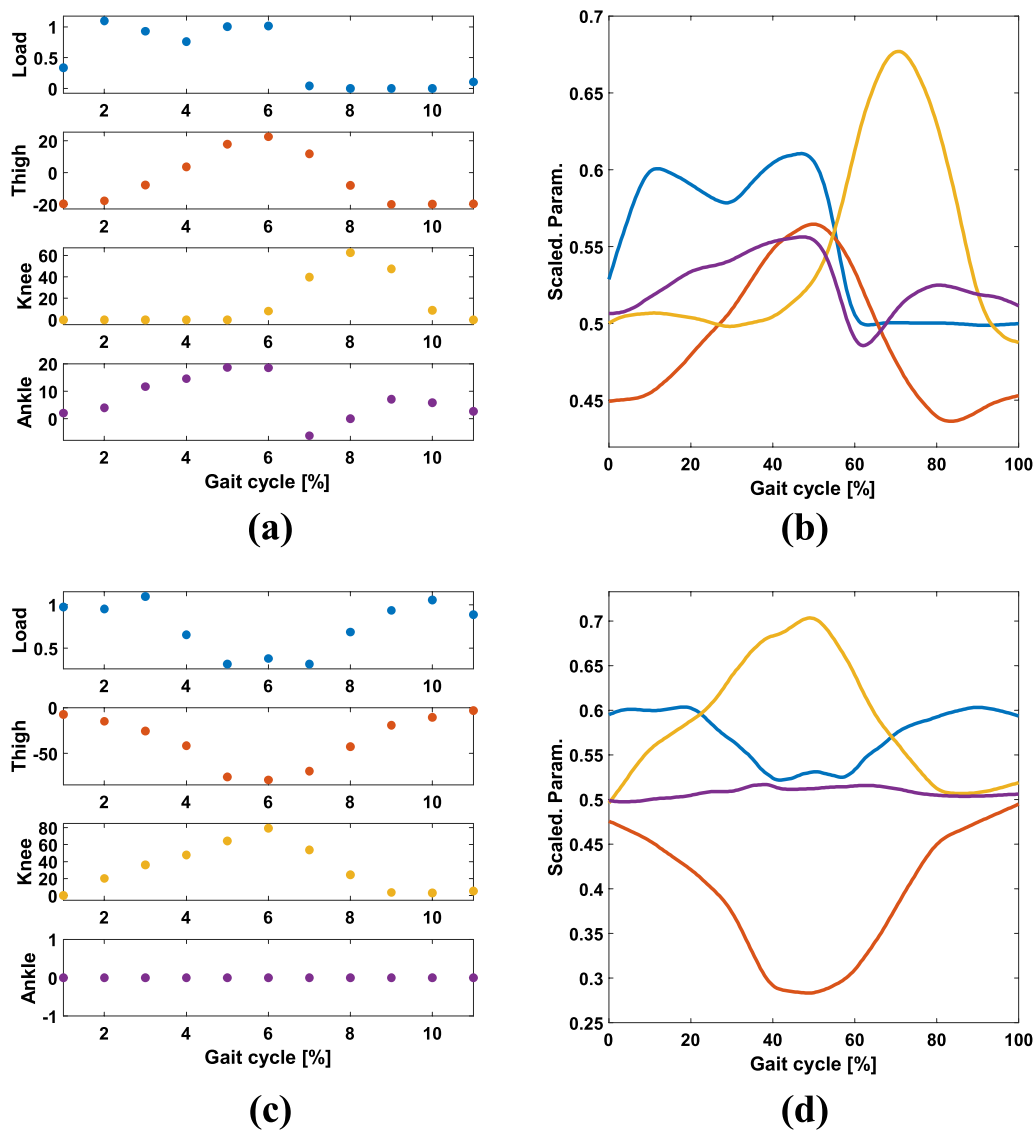 Load
1
0.5
0
2 4 6 8 10
Thigh
20
0
-20
2 4 6 8 10
Knee
60
40
20
0
2 4 6 8 10
Ankle
20
10
0
2 4 6 8 10
Gait cycle [%]
(a)
Scaled. Param.
0.7
0.65
0.6
0.55
0.5
0.45
0 20 40 60 80 100
Gait cycle [%]
(b)
Load
1
0.5
2 4 6 8 10
Thigh
0
-50
2 4 6 8 10
Knee
80
60
40
20
0
2 4 6 8 10
Ankle
1
0
-1
2 4 6 8 10
Gait cycle [%]
(c)
Scaled. Param.
0.7
0.65
0.6
0.55
0.5
0.45
0.4
0.35
0.3
0.25
0 20 40 60 80 100
Gait cycle [%]
(d)